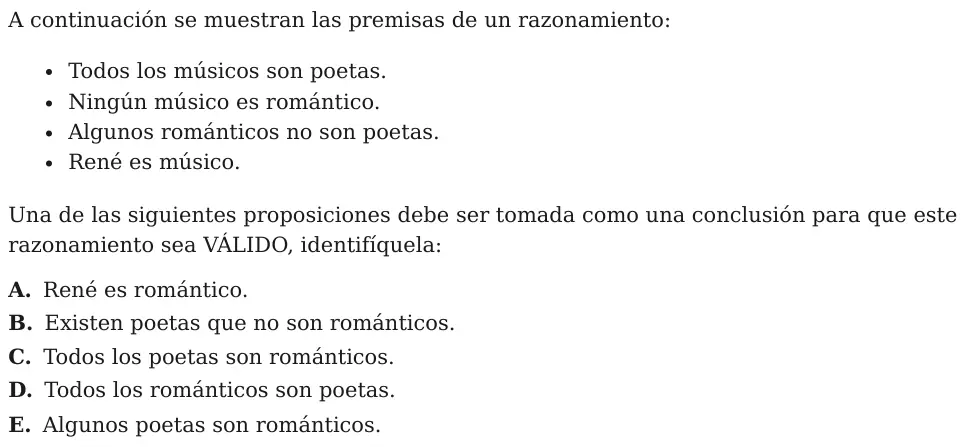 A continuación se muestran las premisas de un razonamiento:
• Todos los músicos son poetas.
• Ningún músico es romántico.
• Algunos románticos no son poetas.
• René es músico.
Una de las siguientes proposiciones debe ser tomada como una conclusión para que este
razonamiento sea VÁLIDO, identifíquela:
A. René es romántico.
B. Existen poetas que no son románticos.
C. Todos los poetas son románticos.
D. Todos los románticos son poetas.
E. Algunos poetas son románticos.